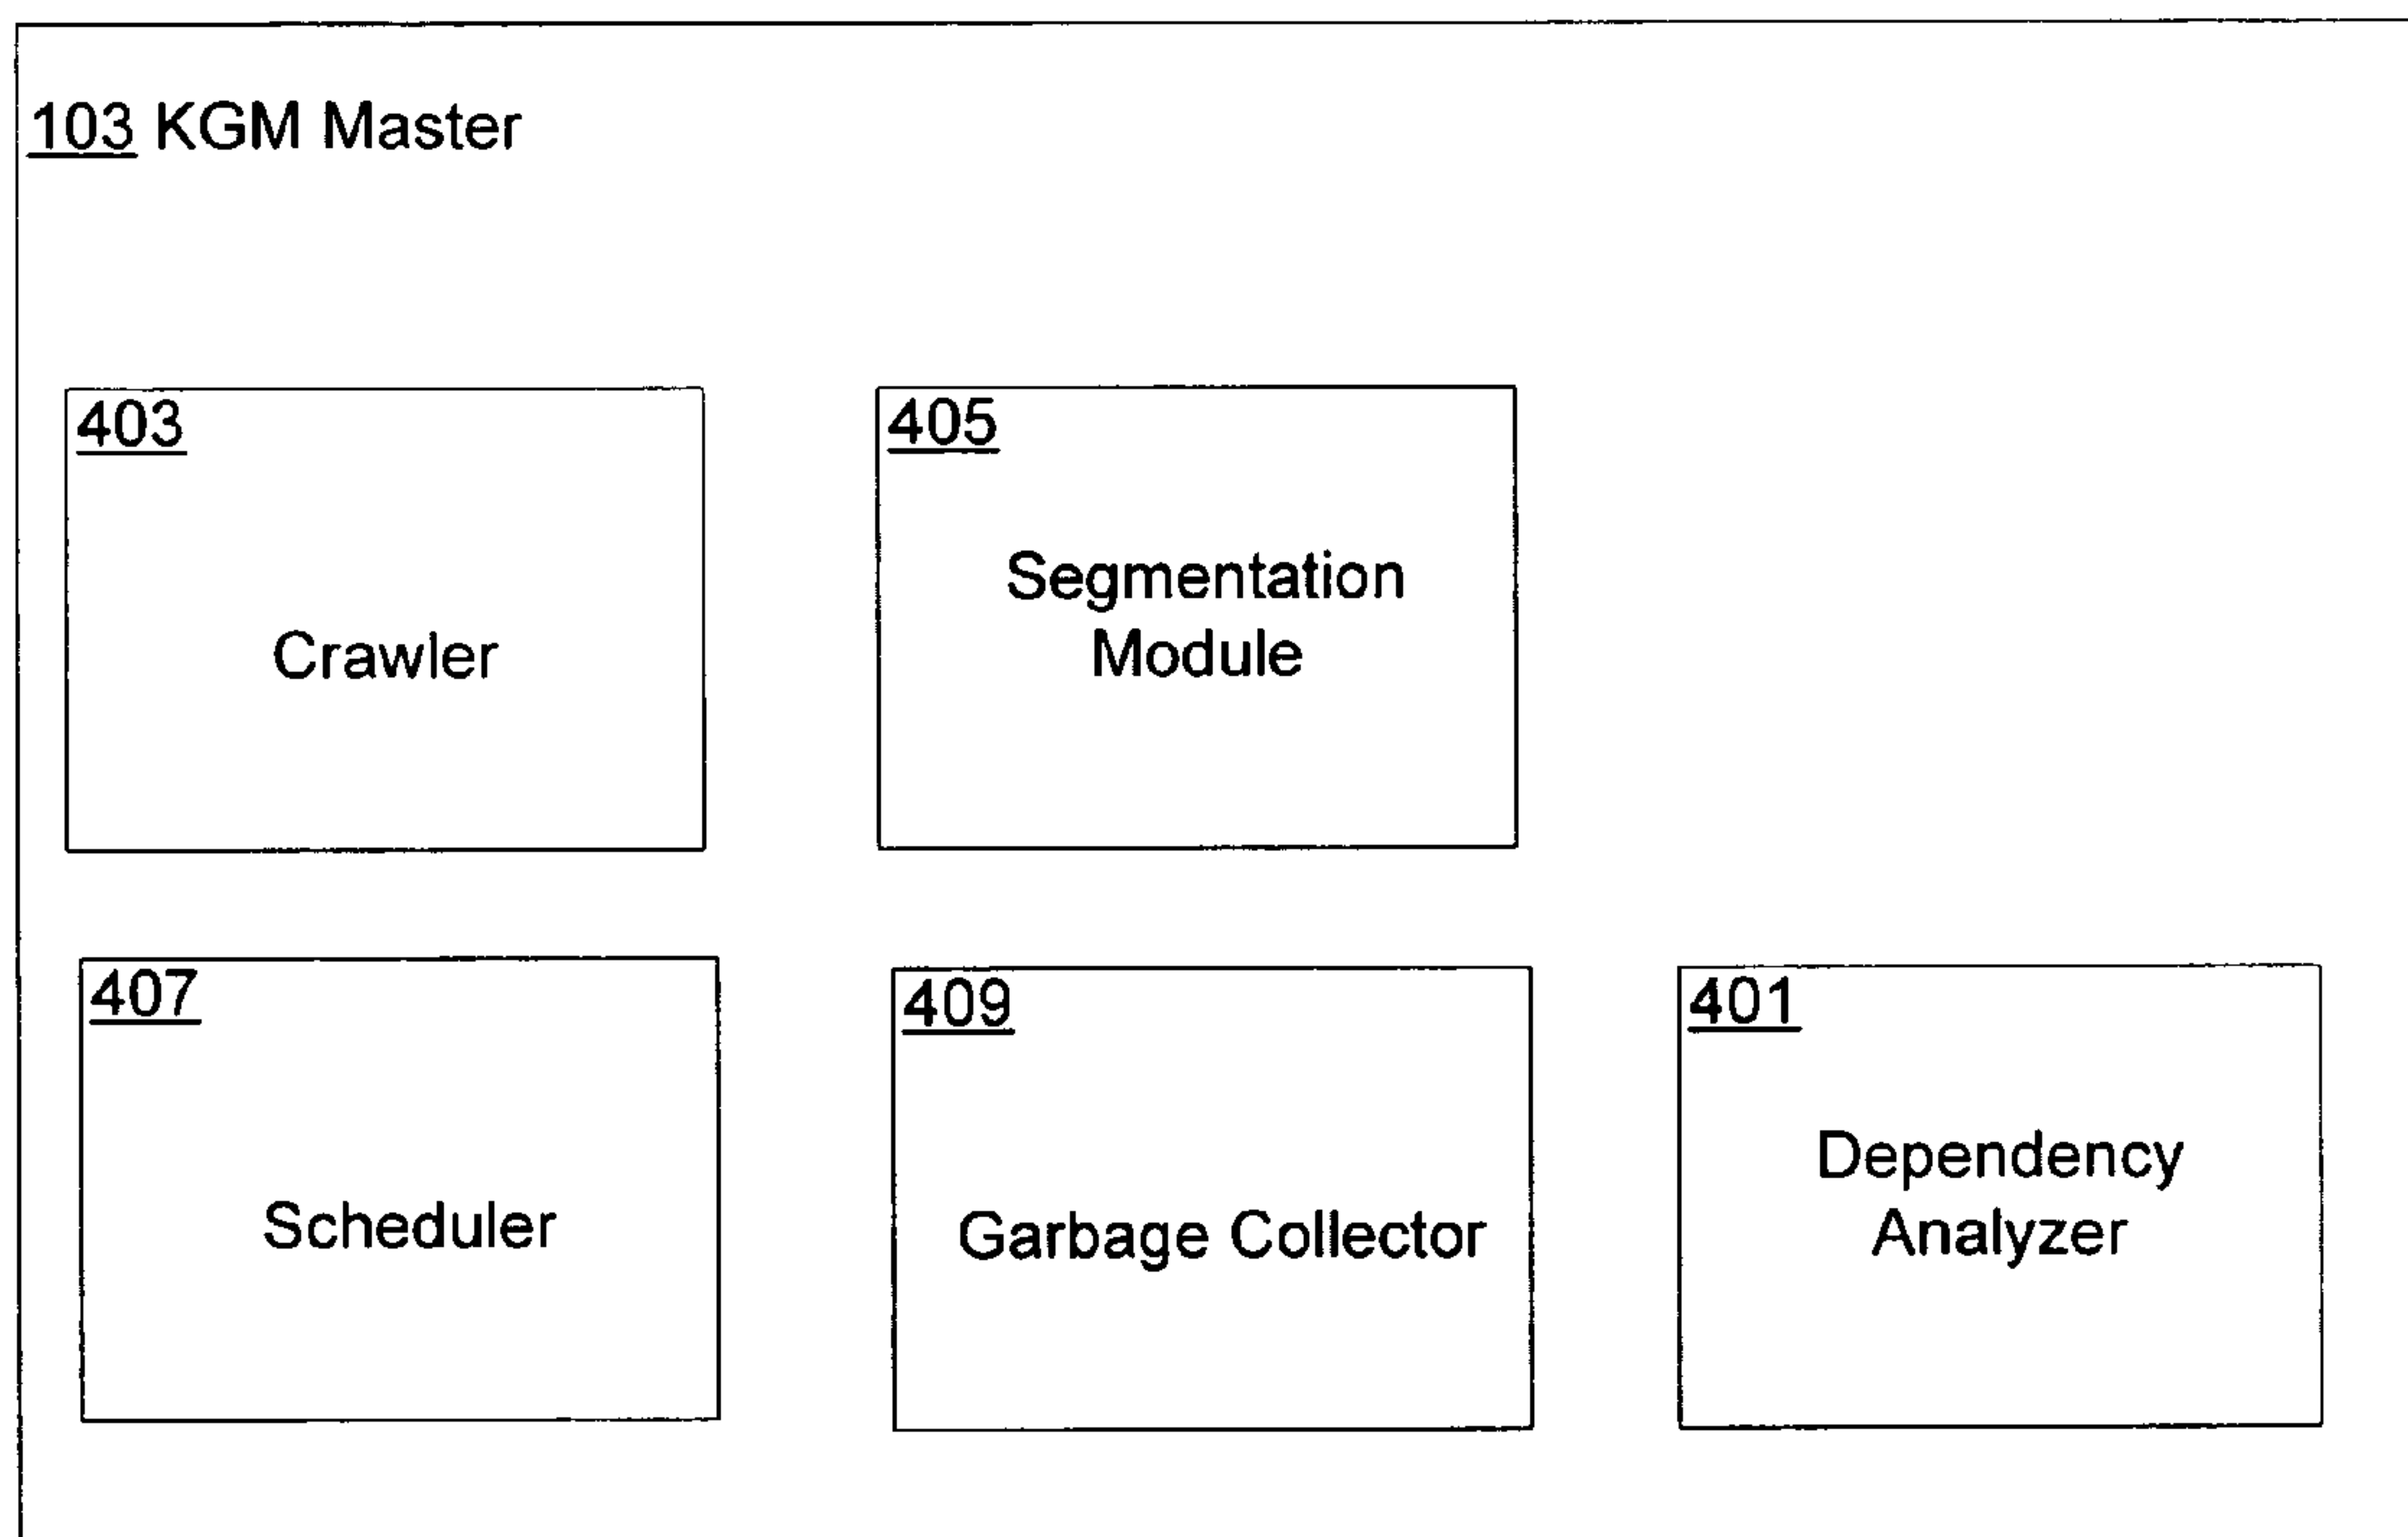 103 KGM Master
403
Crawler
405
Segmentation
Module
407
Scheduler
409
Garbage Collector
401
Dependency
Analyzer